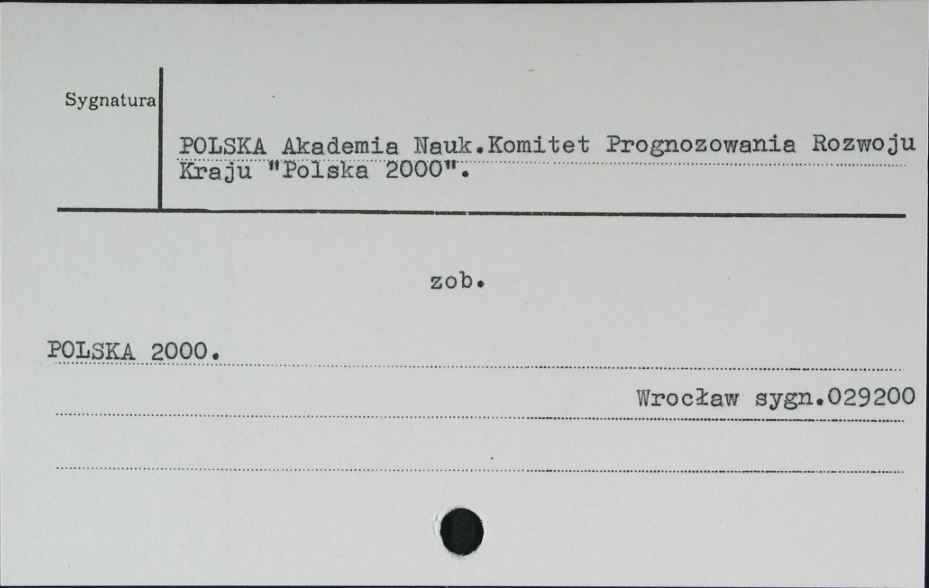 Sygnatura
POLSKA Akademia Nauk.Komitet Prognozowania Rozwoju
Kraju "Polska 2000".
zob.
POLSKA 2000.
Wrocław sygn.029200